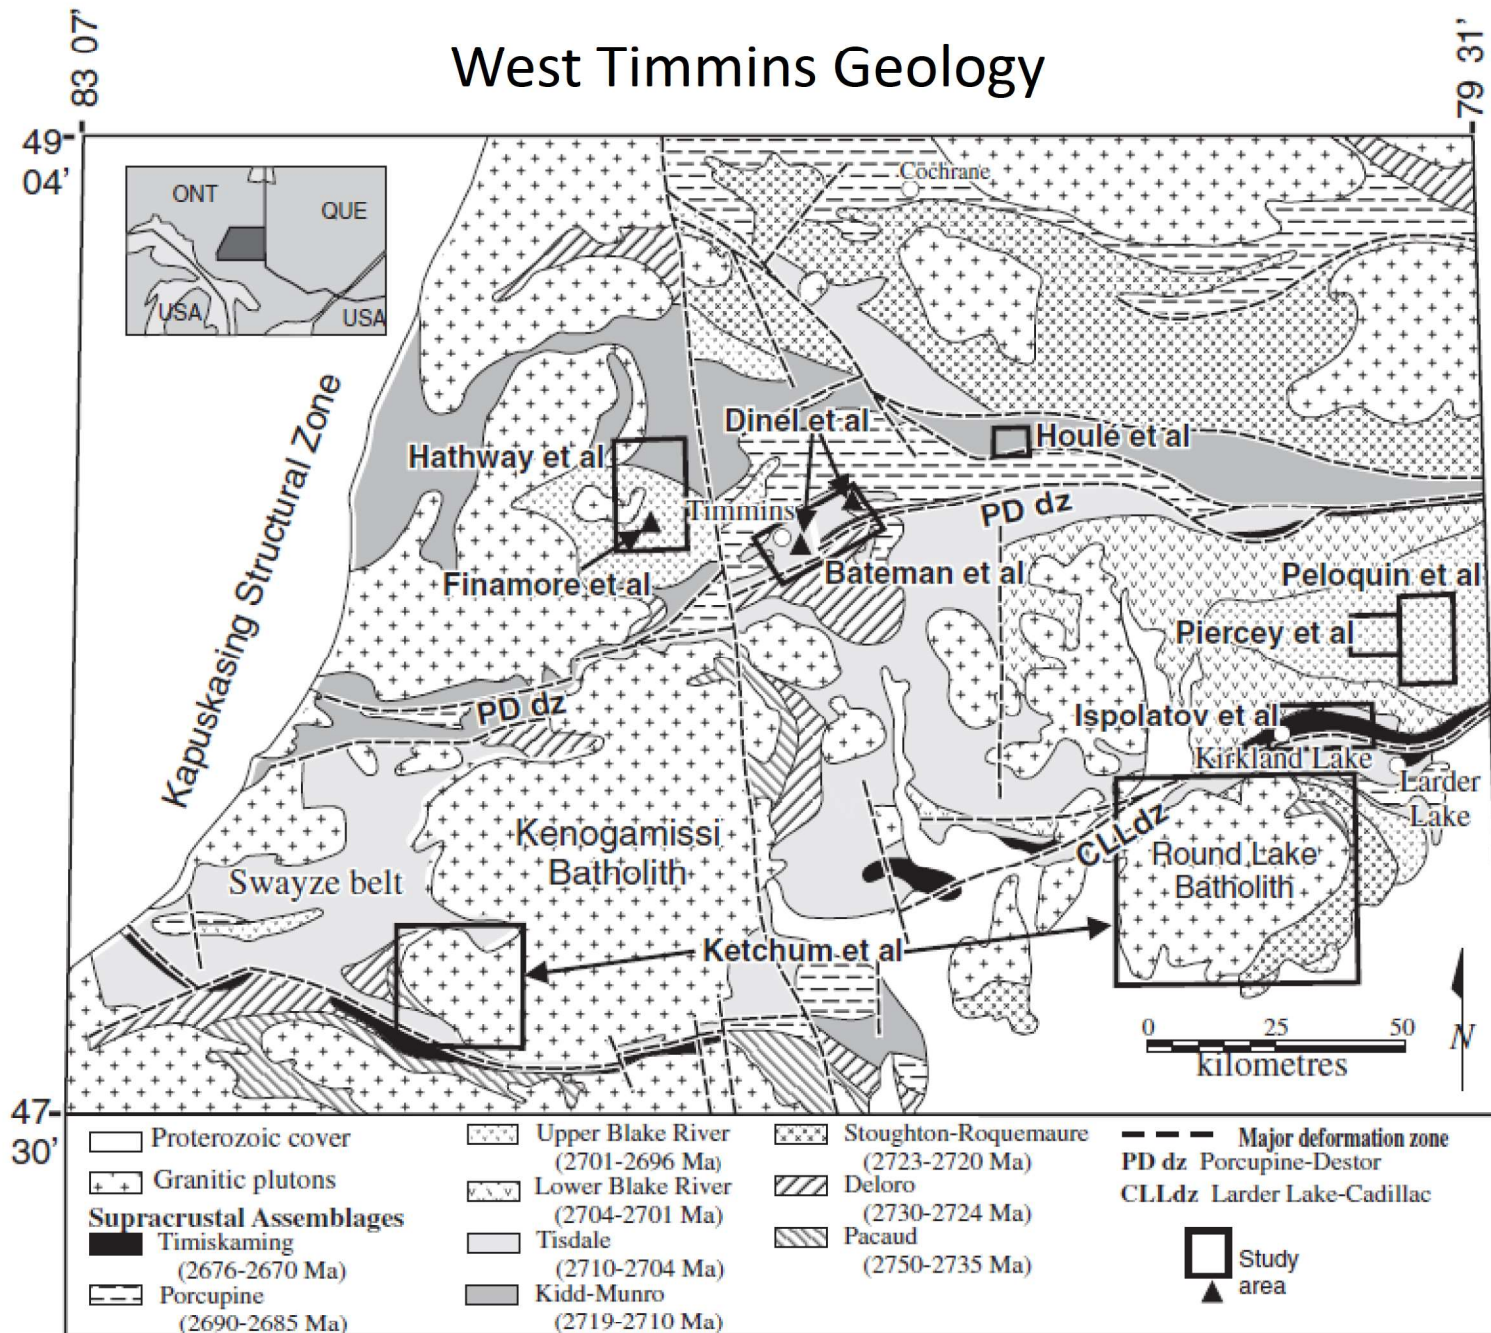 West Timmins Geology
83 07'
79 31'
49
04'
ONT
QUE
USA
USA
Cochrane
Kapuskasing Structural Zone
Dinel et al
Houle et al
Hathway et al
Timmins
PD dz
Finamore et al
Bateman et al
Peloquin et al
Piercey et al
PD dz
Ispolatov et al
Kirkland Lake
Larder
Lake
CLLdz
Kenogamissi
Batholith
Round Lake
Batholith
Swayze belt
Ketchum et al
0 25 50
kilometres
N
47
30'
Proterozoic cover
Granitic plutons
Supracrustal Assemblages
Timiskaming
(2676-2670 Ma)
Porcupine
(2690-2685 Ma)
Upper Blake River
(2701-2696 Ma)
Lower Blake River
(2704-2701 Ma)
Tisdale
(2710-2704 Ma)
Kidd-Munro
(2719-2710 Ma)
Stoughton-Roquemaure
(2723-2720 Ma)
Deloro
(2730-2724 Ma)
Pacaud
(2750-2735 Ma)
Major deformation zone
PD dz Porcupine-Destor
CLLdz Larder Lake-Cadillac
Study
area